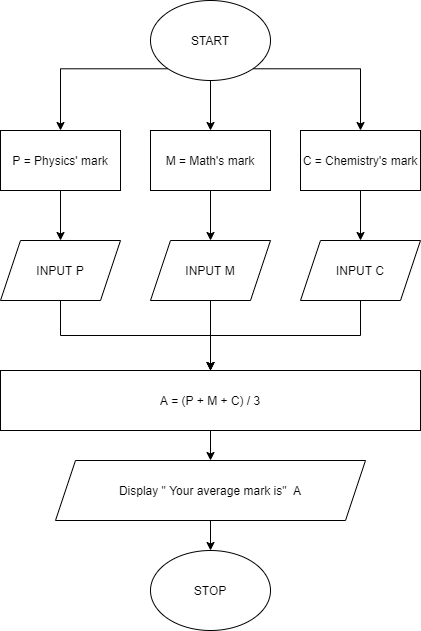 START
P = Physics' mark
M = Math's mark
C = Chemistry's mark
INPUT P
INPUT M
INPUT C
A = (P + M + C) / 3
Display " Your average mark is"  A
STOP